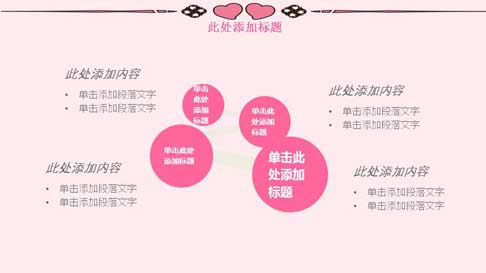 此处添加标题
此处添加内容
• 单击添加段落文字
• 单击添加段落文字
单击
此处
添加
标题
单击此
处添加
标题
此处添加内容
• 单击添加段落文字
• 单击添加段落文字
此处添加内容
• 单击添加段落文字
• 单击添加段落文字
单击此处
添加标题
单击此
处添加
标题
此处添加内容
• 单击添加段落文字
• 单击添加段落文字